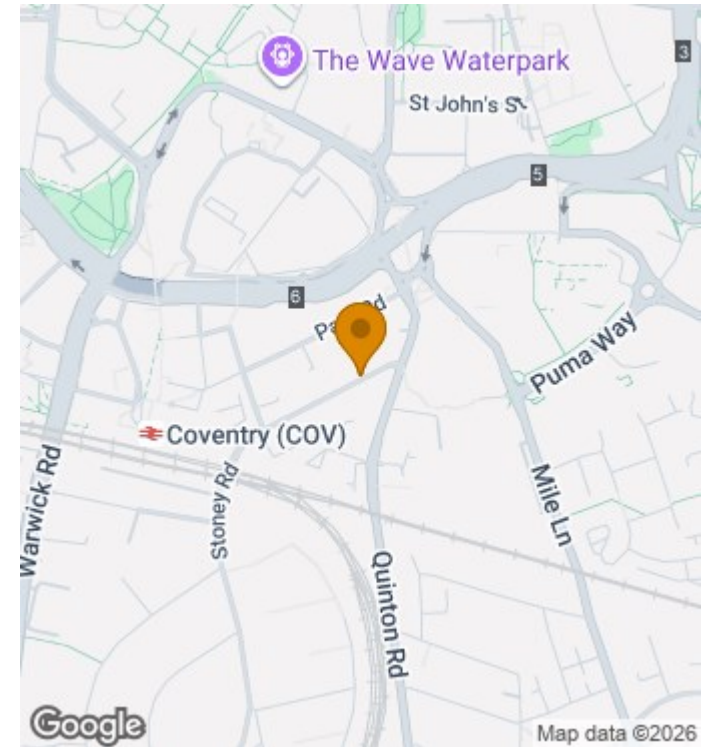 The Wave Waterpark
3
St John's S
5
6
Puma Way
Coventry (COV)
Warwick Rd
Stoney Rd
Mile Ln
Quinton Rd
Google
Map data ©2026